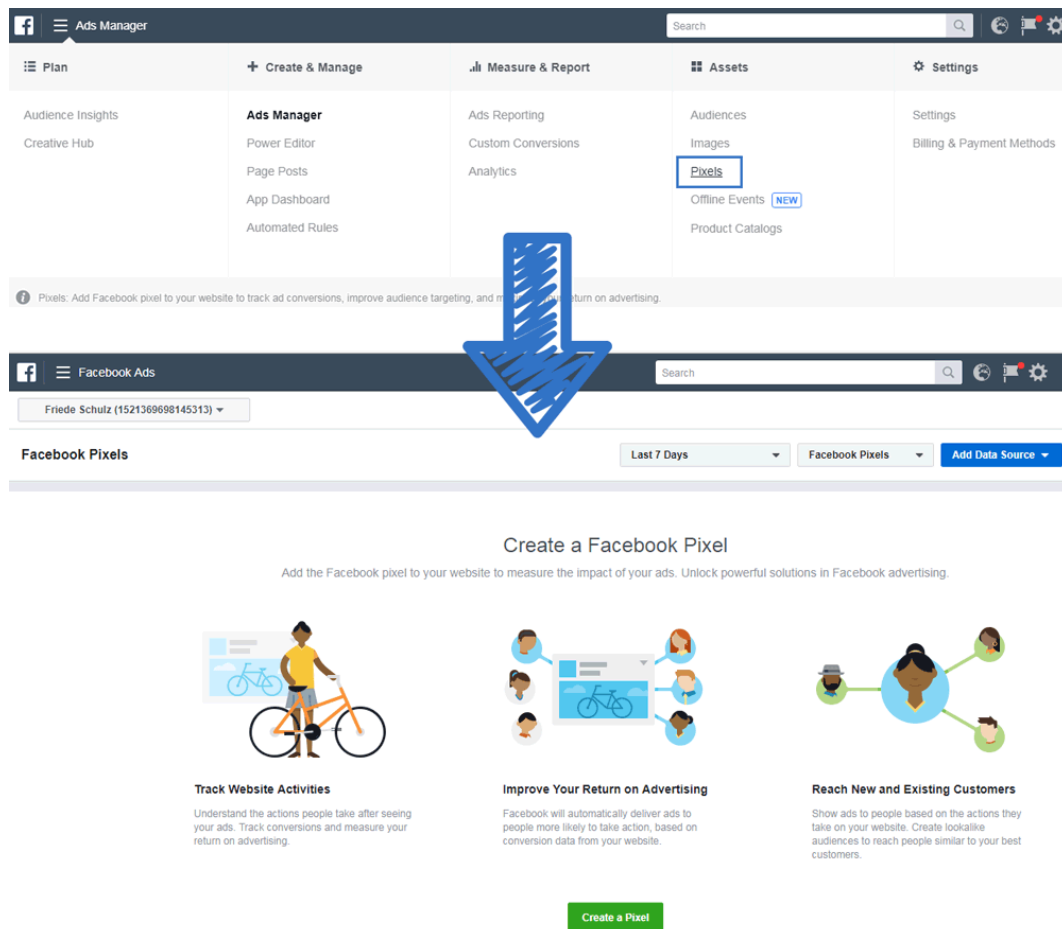 Ads Manager
Search
Plan
Create & Manage
Measure & Report
Assets
Settings
Audience Insights
Ads Manager
Ads Reporting
Audiences
Settings
Creative Hub
Power Editor
Custom Conversions
Images
Billing & Payment Methods
Page Posts
Analytics
Pixels
App Dashboard
Offline Events NEW
Automated Rules
Product Catalogs
Pixels: Add Facebook pixel to your website to track ad conversions, improve audience targeting, and return on advertising.
Facebook Ads
Search
Friede Schulz (1521369698145313)
Facebook Pixels
Last 7 Days
Facebook Pixels
Add Data Source
Create a Facebook Pixel
Add the Facebook pixel to your website to measure the impact of your ads. Unlock powerful solutions in Facebook advertising.
Track Website Activities
Understand the actions people take after seeing
your ads. Track conversions and measure your
return on advertising.
Improve Your Return on Advertising
Facebook will automatically deliver ads to
people more likely to take action, based on
conversion data from your website.
Reach New and Existing Customers
Show ads to people based on the actions they
take on your website. Create lookalike
audiences to reach people similar to your best
customers.
Create a Pixel